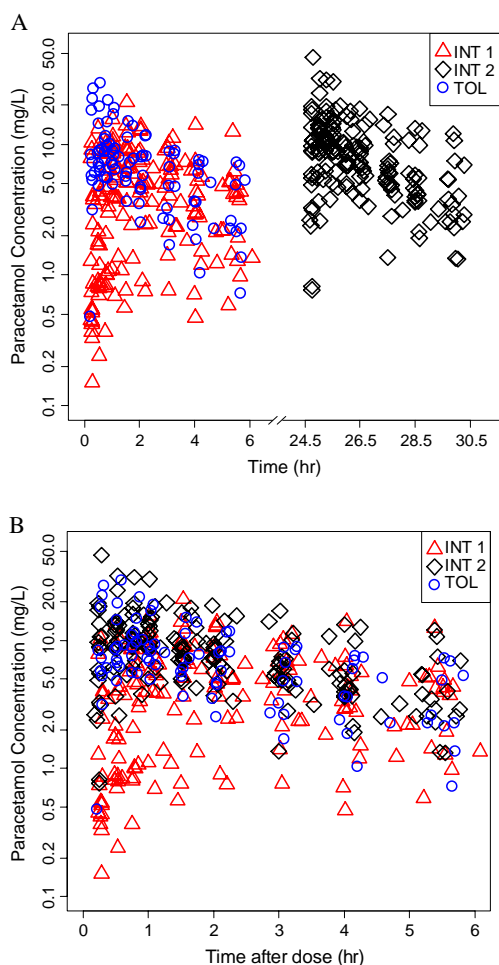 A
Paracetamol Concentration (mg/L)
50.0
20.0
10.0
5.0
2.0
1.0
0.5
0.2
0.1
INT 1
INT 2
TOL
0 2 4 6 24.5 26.5 28.5 30.5
Time (hr)
B
Paracetamol Concentration (mg/L)
50.0
20.0
10.0
5.0
2.0
1.0
0.5
0.2
0.1
INT 1
INT 2
TOL
0 1 2 3 4 5 6
Time after dose (hr)